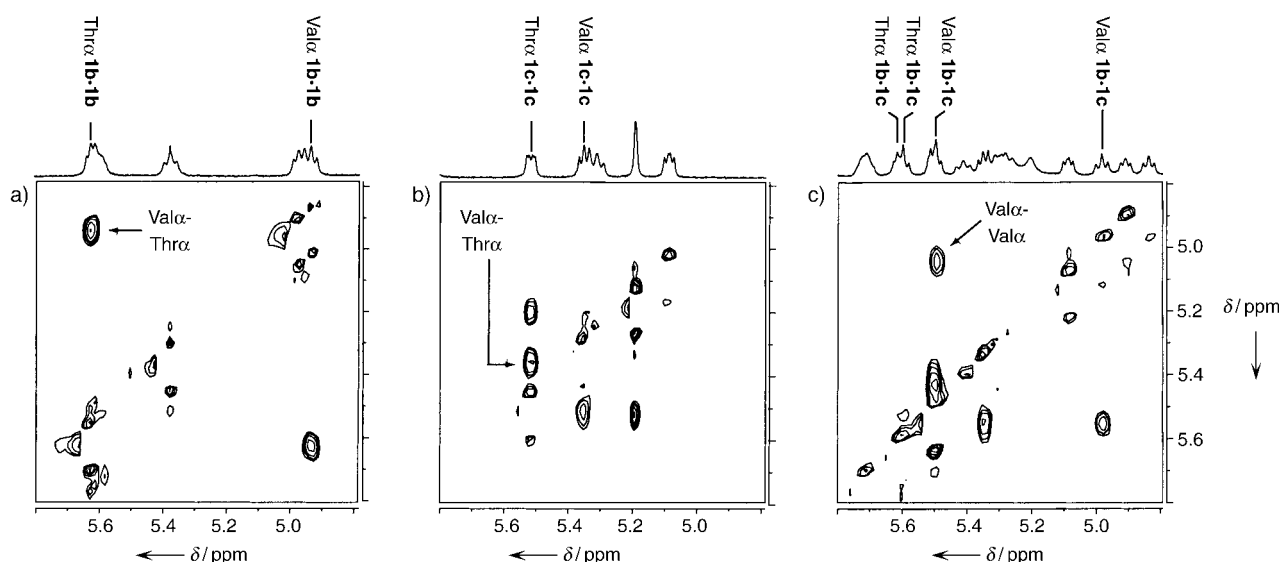 Thrα 1b·1b
Valα 1b·1b
Thrα 1c·1c
Valα 1c·1c
Thrα 1b·1c
Thrα 1b·1c
Valα 1b·1c
Valα 1b·1c
a)
Valα-
Thrα
5.6
5.4
5.2
5.0
δ/ppm
b)
Valα-
Thrα
5.6
5.4
5.2
5.0
δ/ppm
c)
Valα-
Valα
5.0
5.2
5.4
5.6
δ/ppm
5.6
5.4
5.2
5.0
δ/ppm